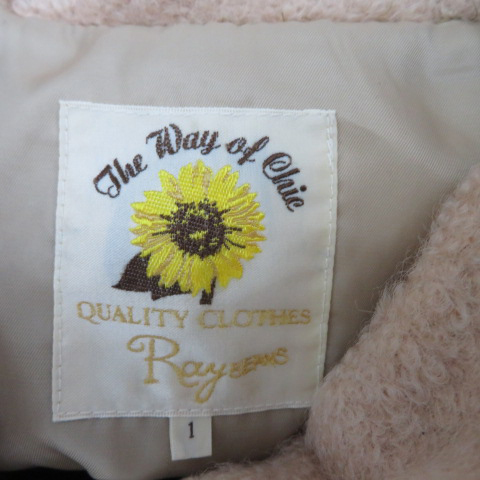 The Way of Chic
QUALITY CLOTHES
Ray BEAMS
1